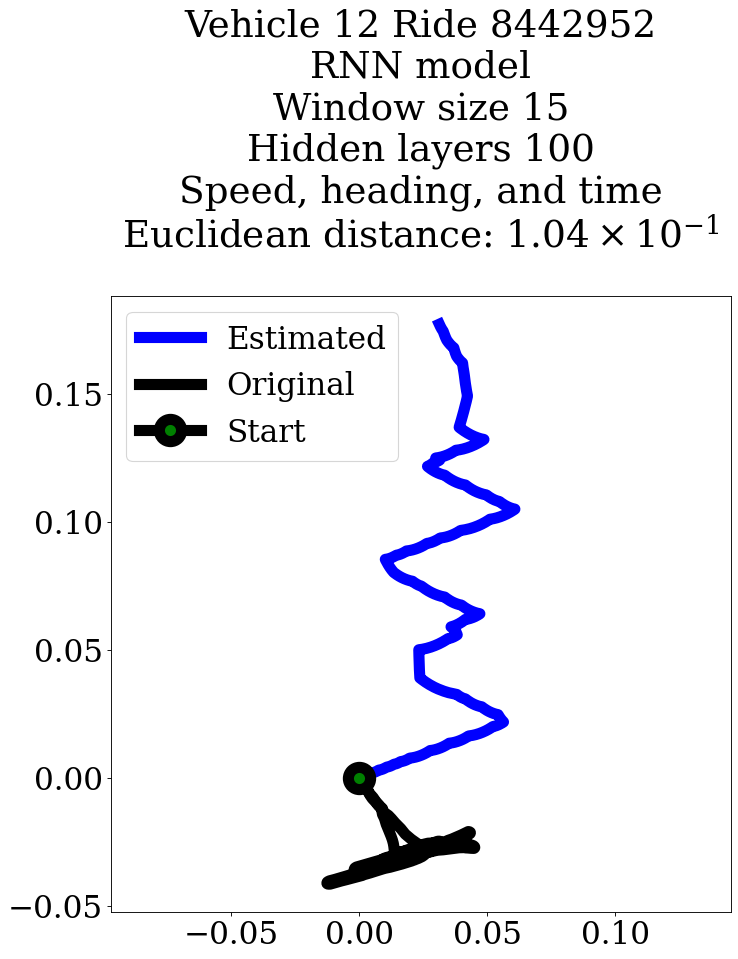 Vehicle 12 Ride 8442952
RNN model
Window size 15
Hidden layers 100
Speed, heading, and time
Euclidean distance: 1.04 × 10⁻¹
Estimated
Original
Start
0.15
0.10
0.05
0.00
−0.05
−0.05 0.00 0.05 0.10